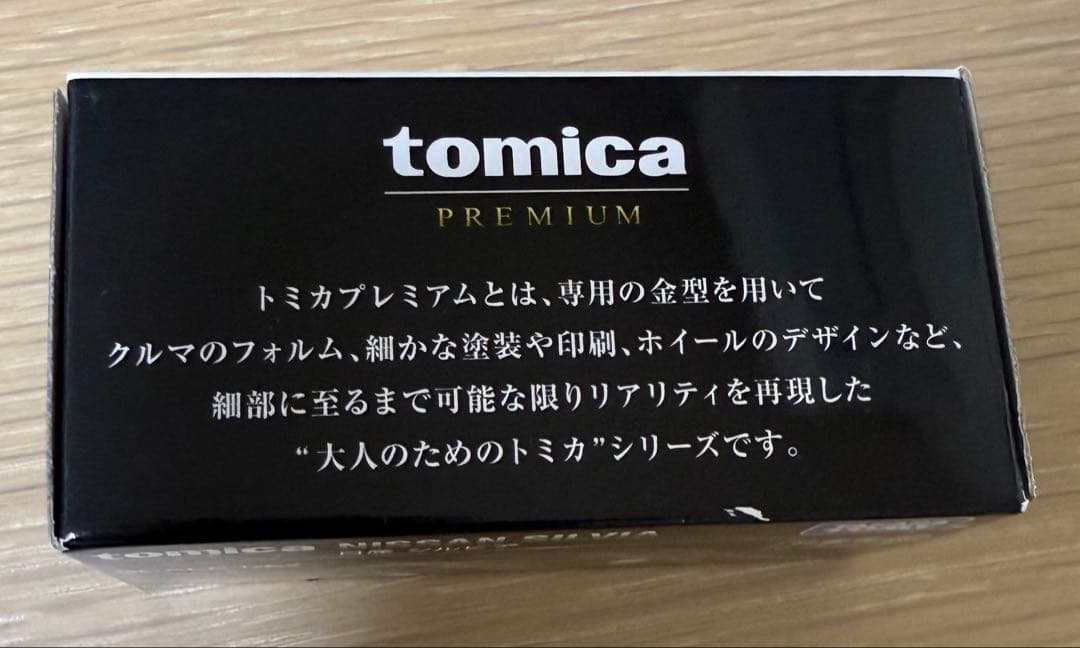 tomica
PREMIUM
トミカプレミアムとは、専用の金型を用いて
クルマのフォルム、細かな塗装や印刷、ホイールのデザインなど、
細部に至るまで可能な限りリアリティを再現した
“大人のためのトミカ”シリーズです。
tomica NISSAN SILVIA